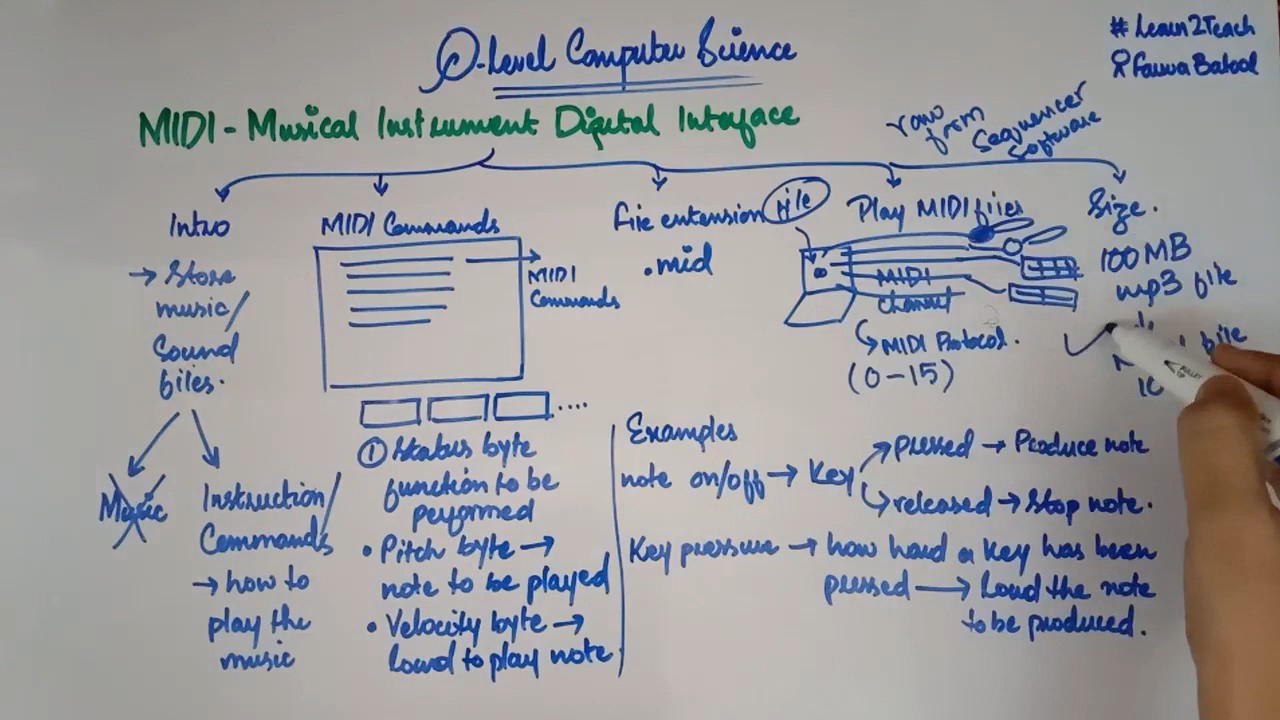 O-Level Computer Science
# Learn2Teach
Fauwa Batool
MIDI - Musical Instrument Digital Interface
raw from Sequencer Software
Intro
→ Store
music/
Sound
files.
Music
Instruction/
Commands/
→ how to
play the
music
MIDI Commands
MIDI
Commands
① Status byte
function to be
performed
• Pitch byte →
note to be played
• Velocity byte →
Loud to play note
File extension
.mid
file
Play MIDI files
MIDI
channel
MIDI Protocol.
(0-15)
Size.
100 MB
mp3 file
file
10
Examples
note on/off → Key
pressed → Produce note
released → Stop note.
Key pressure → how hard a key has been
pressed → Loud the note
to be produced.